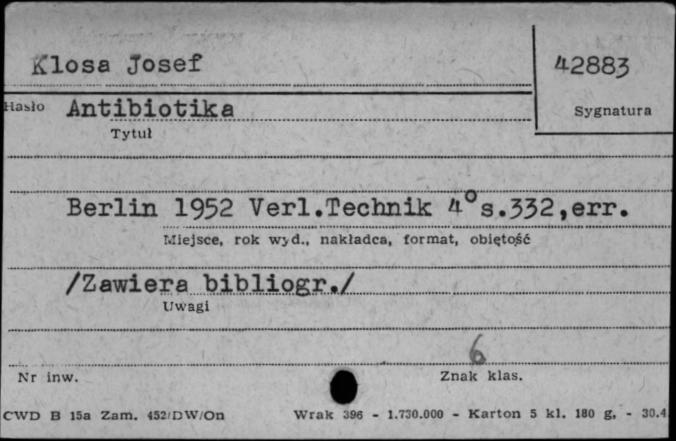 Klosa Josef
42883
Hasło
Antibiotika
Sygnatura
Tytuł
Berlin 1952 Verl.Technik 4° s.332,err.
Miejsce, rok wyd., nakładca, format, objętość
/Zawiera bibliogr./
Uwagi
6
Nr inw.
Znak klas.
CWD B 15a Zam. 452/DW/On Wrak 396 - 1.730.000 - Karton 5 kl. 180 g. - 30.4